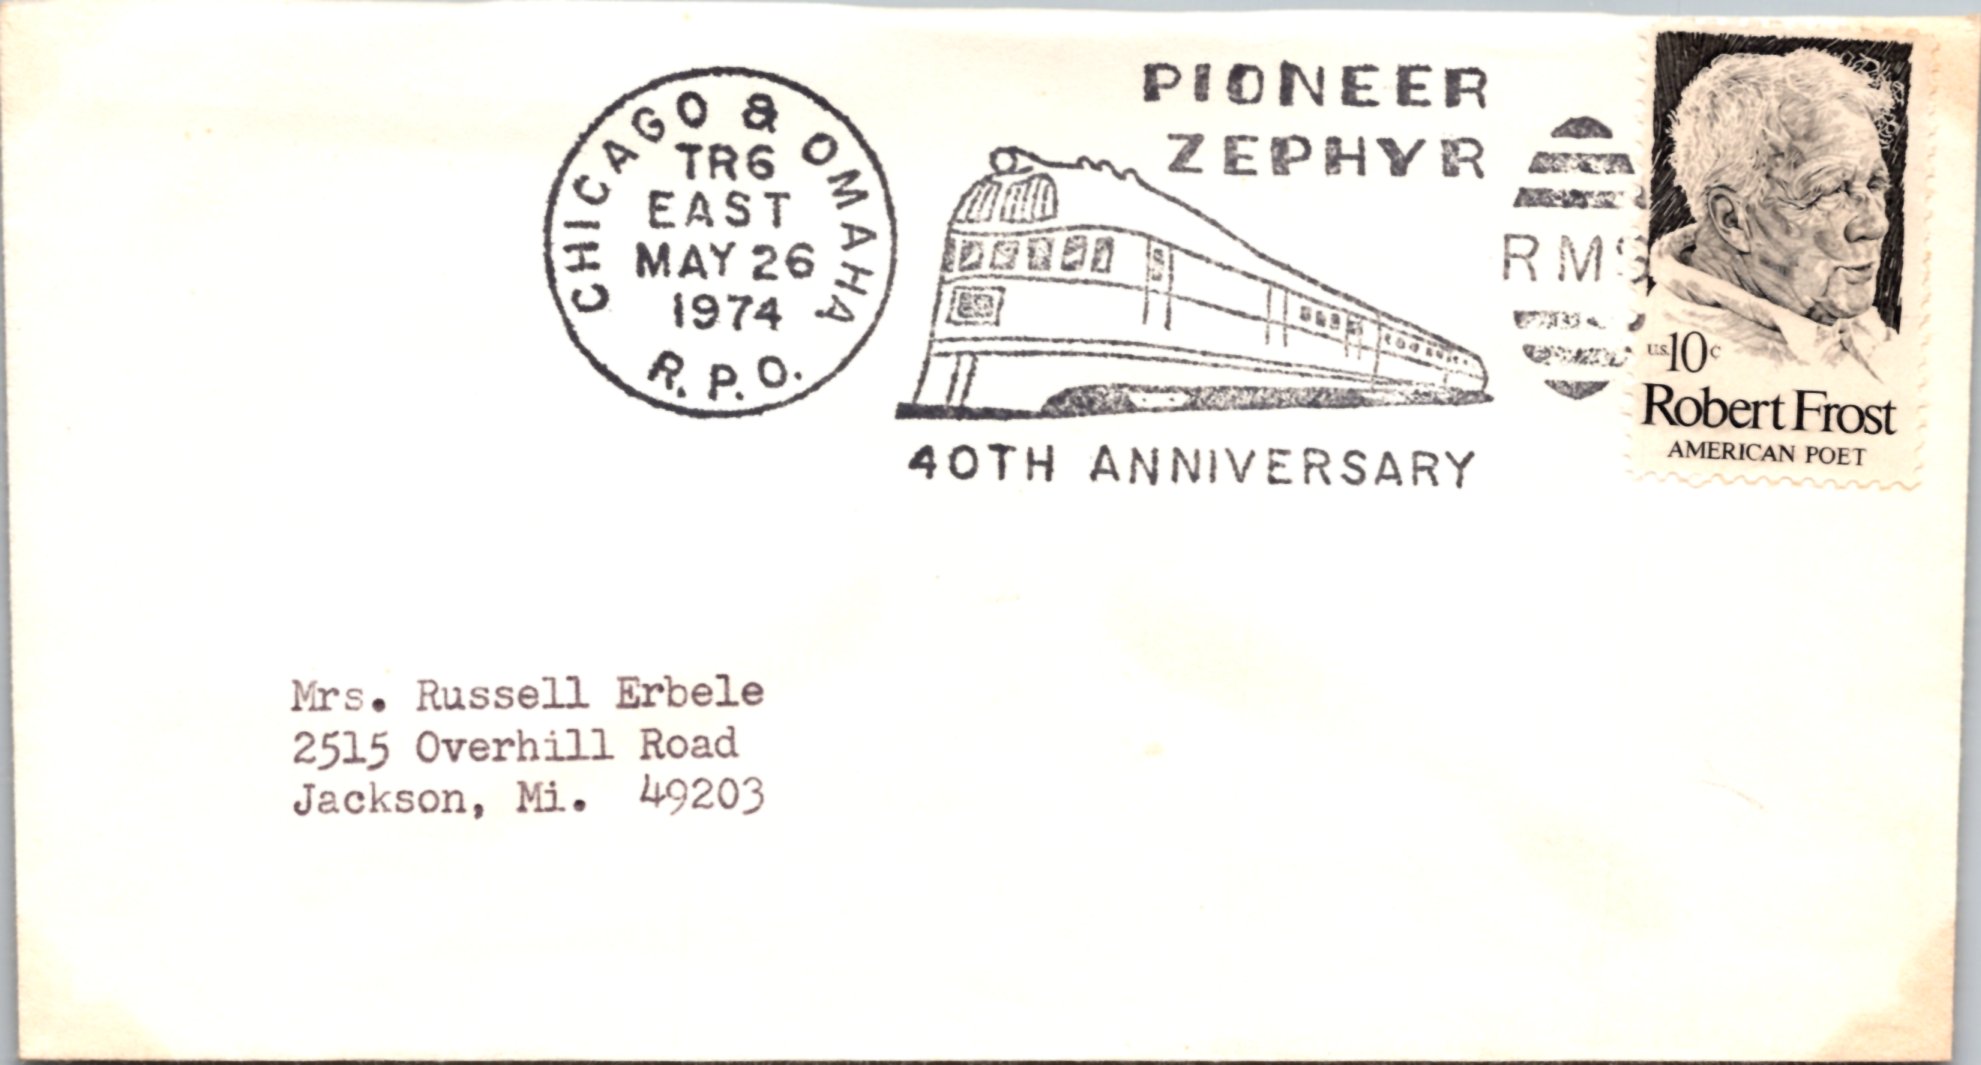 CHICAGO & OMAHA
TR6
EAST
MAY 26
1974
R.P.O.
PIONEER
ZEPHYR
40TH ANNIVERSARY
RMS
U.S. 10c
Robert Frost
AMERICAN POET
Mrs. Russell Erbele
2515 Overhill Road
Jackson, Mi. 49203